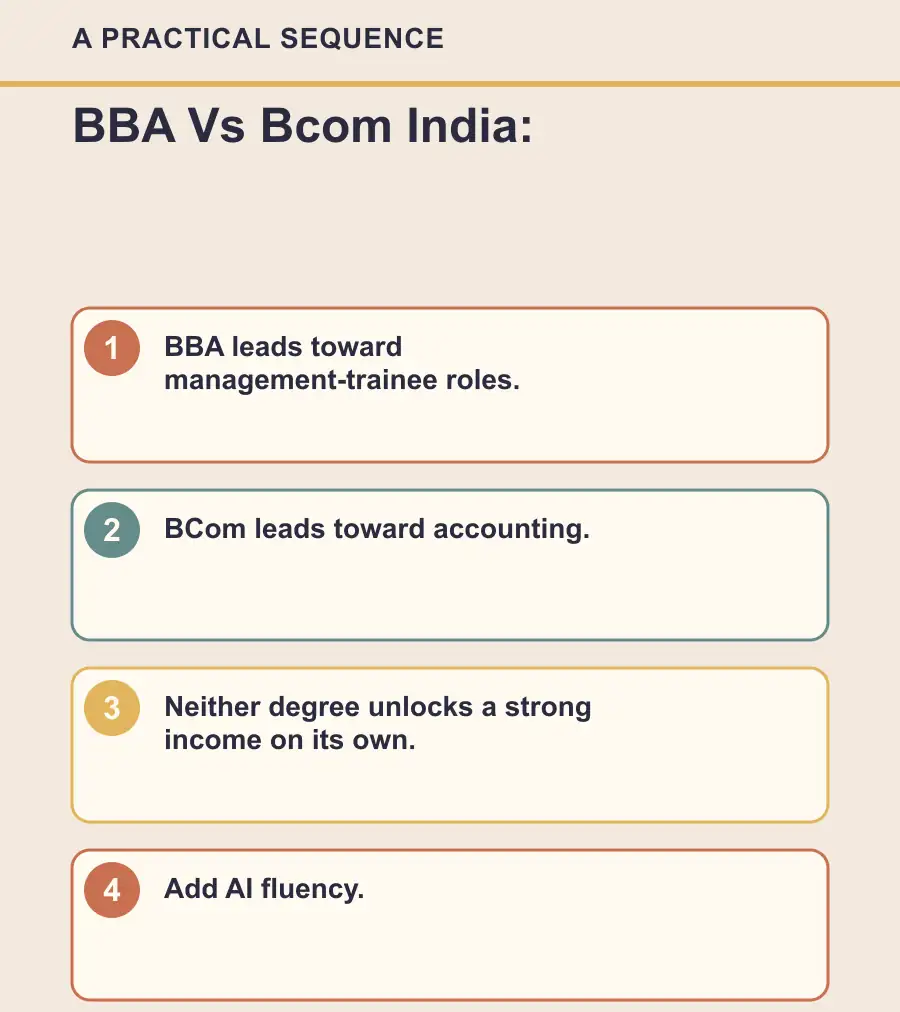 A PRACTICAL SEQUENCE
BBA Vs Bcom India:
1
BBA leads toward
management-trainee roles.
2
BCom leads toward accounting.
3
Neither degree unlocks a strong
income on its own.
4
Add AI fluency.